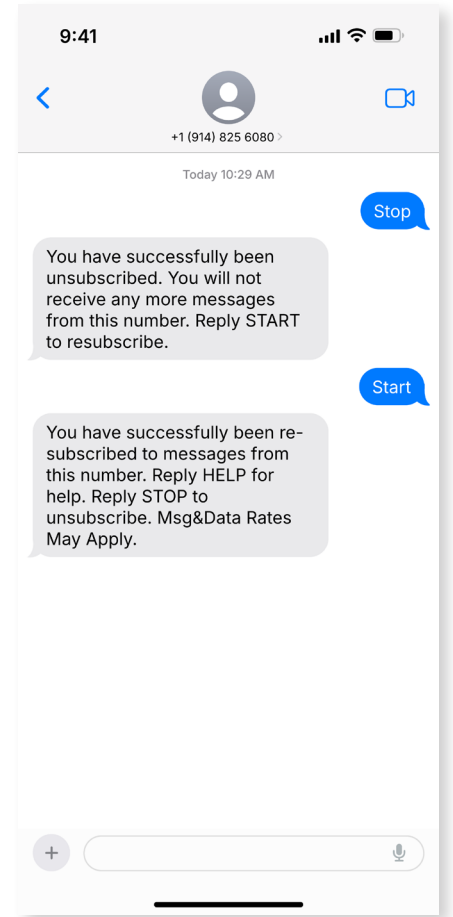 9:41
+1 (914) 825 6080
Today 10:29 AM
Stop
You have successfully been
unsubscribed. You will not
receive any more messages
from this number. Reply START
to resubscribe.
Start
You have successfully been re-
subscribed to messages from
this number. Reply HELP for
help. Reply STOP to
unsubscribe. Msg&Data Rates
May Apply.